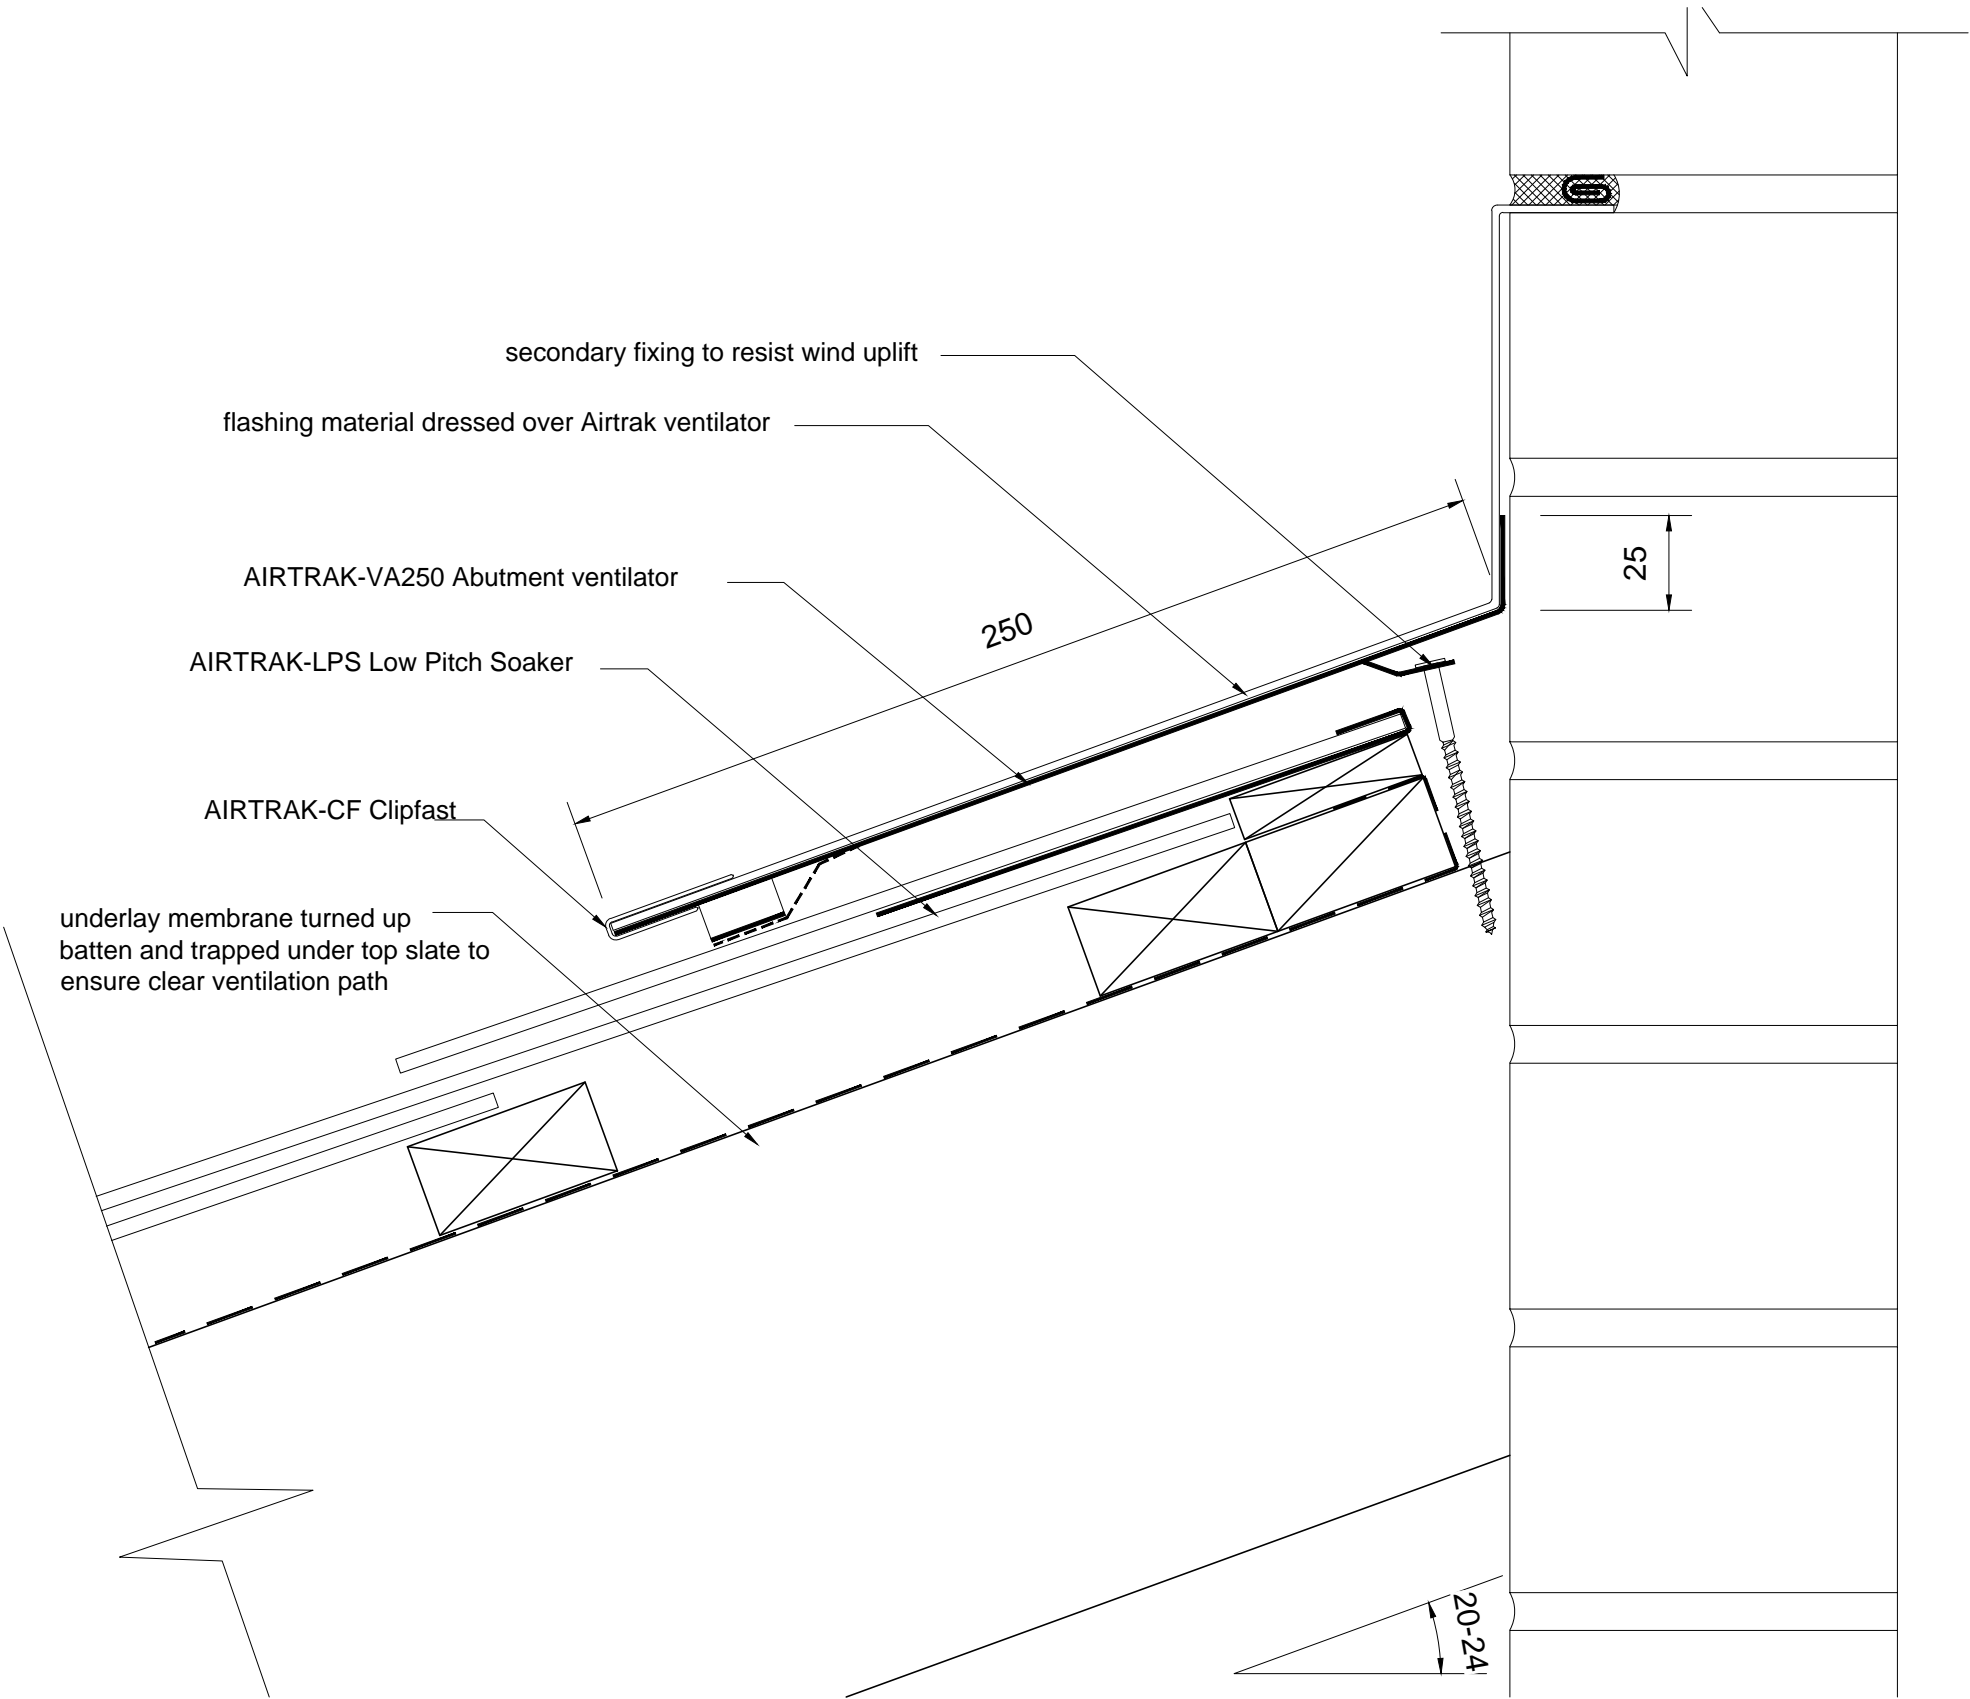 secondary fixing to resist wind uplift
flashing material dressed over Airtrak ventilator
25
AIRTRAK-VA250 Abutment ventilator
250
AIRTRAK-LPS Low Pitch Soaker
AIRTRAK-CF Clipfast
underlay membrane turned up
batten and trapped under top slate to
ensure clear ventilation path
20-24